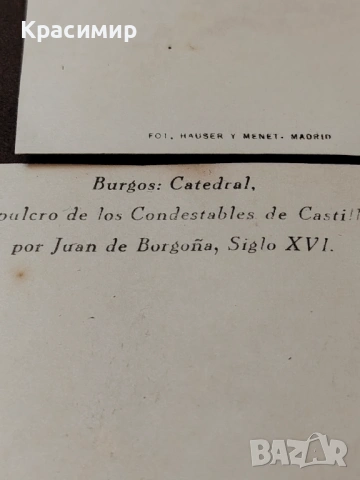 Красимир
FOT. HAUSER Y MENET.- MADRID
Burgos: Catedral,
pulcro de los Condestables de Castill
por Juan de Borgoña, Siglo XVI.
BAZAR